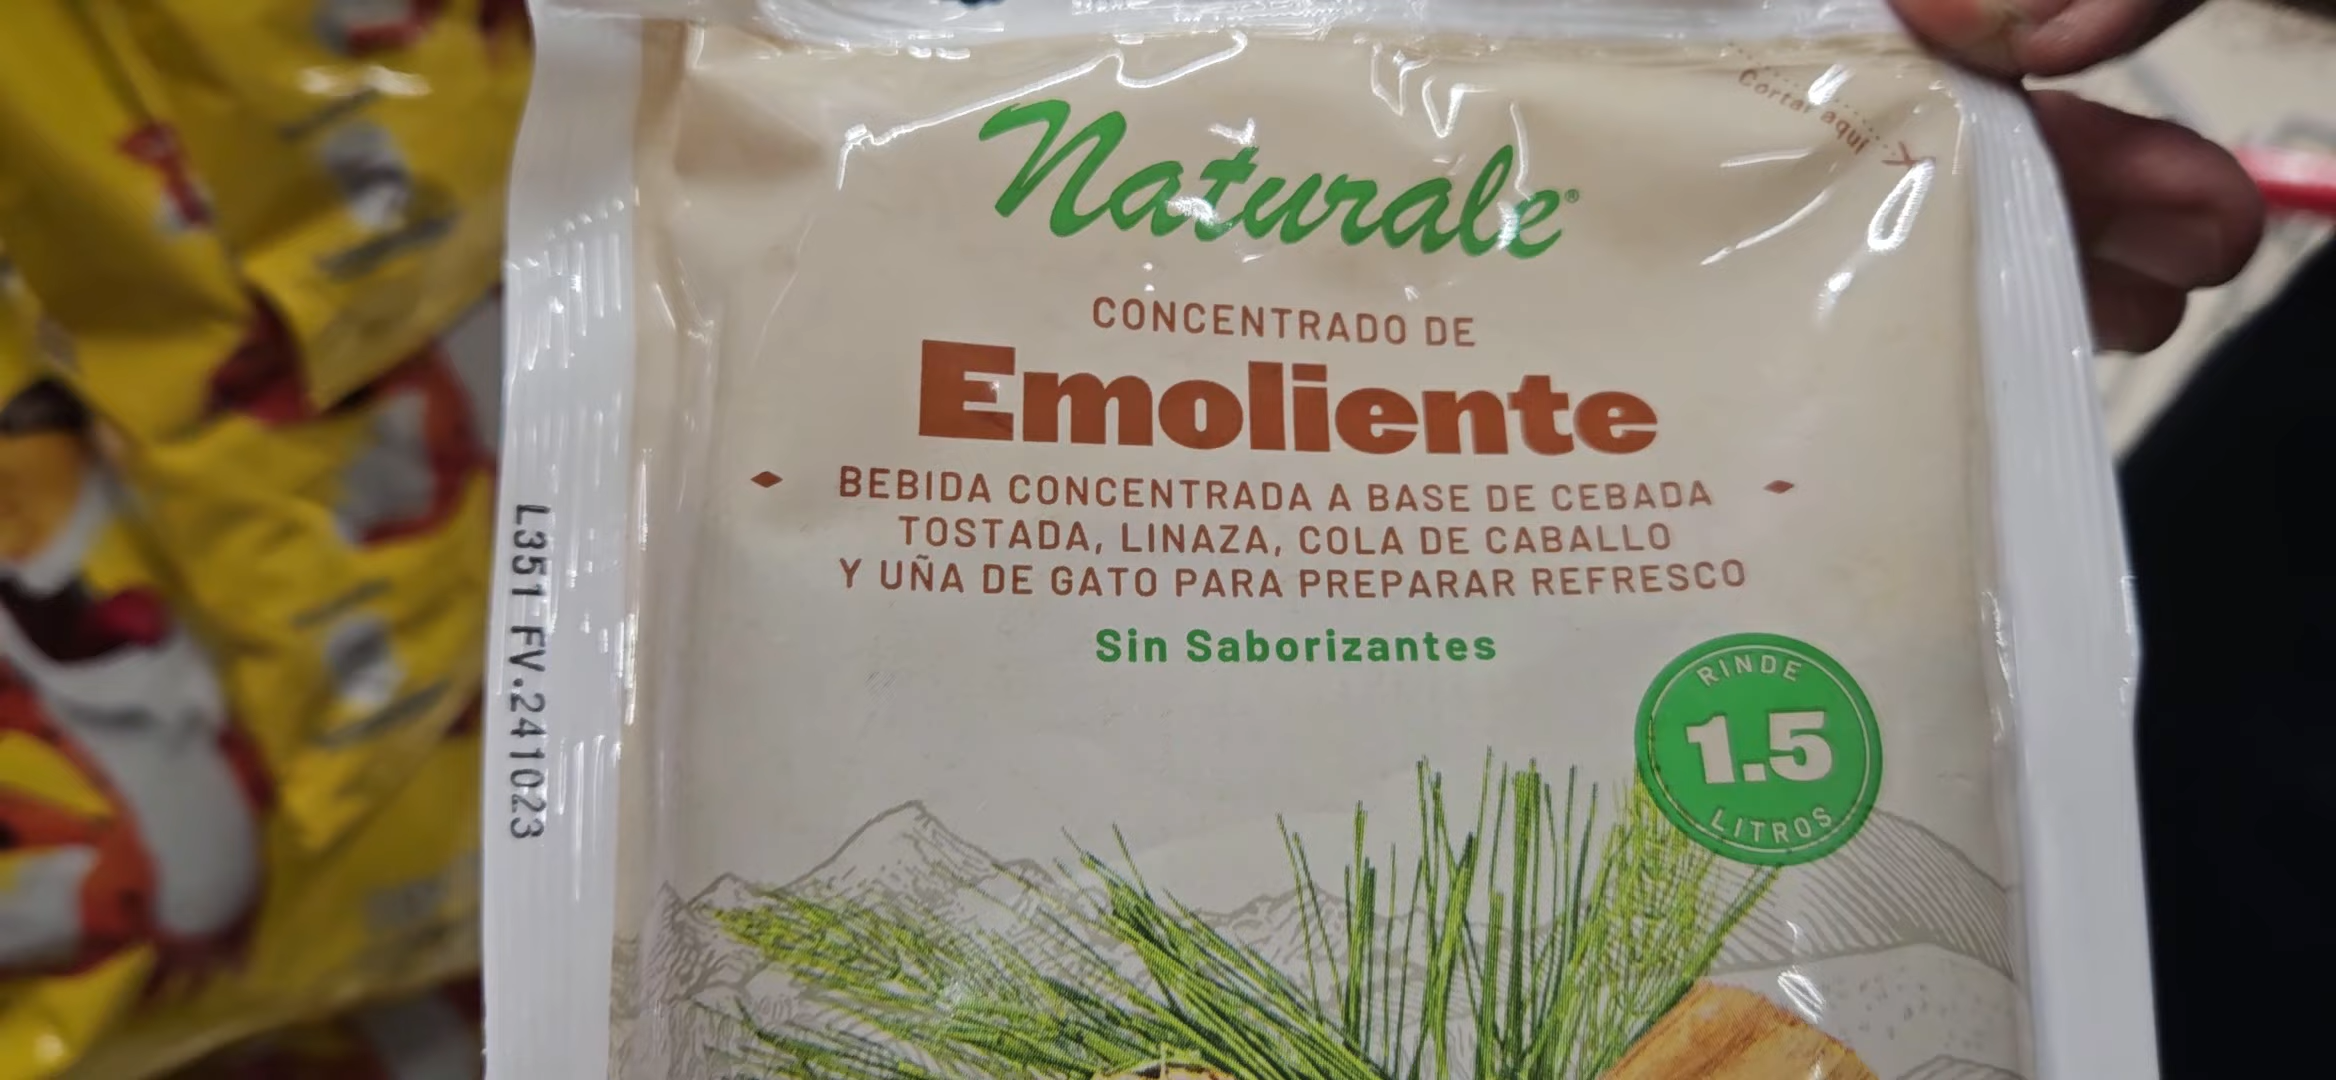 Naturale®
Cortar aquí
CONCENTRADO DE
Emoliente
BEBIDA CONCENTRADA A BASE DE CEBADA
TOSTADA, LINAZA, COLA DE CABALLO
Y UÑA DE GATO PARA PREPARAR REFRESCO
Sin Saborizantes
RINDE
1.5
LITROS
L351 FV.241023